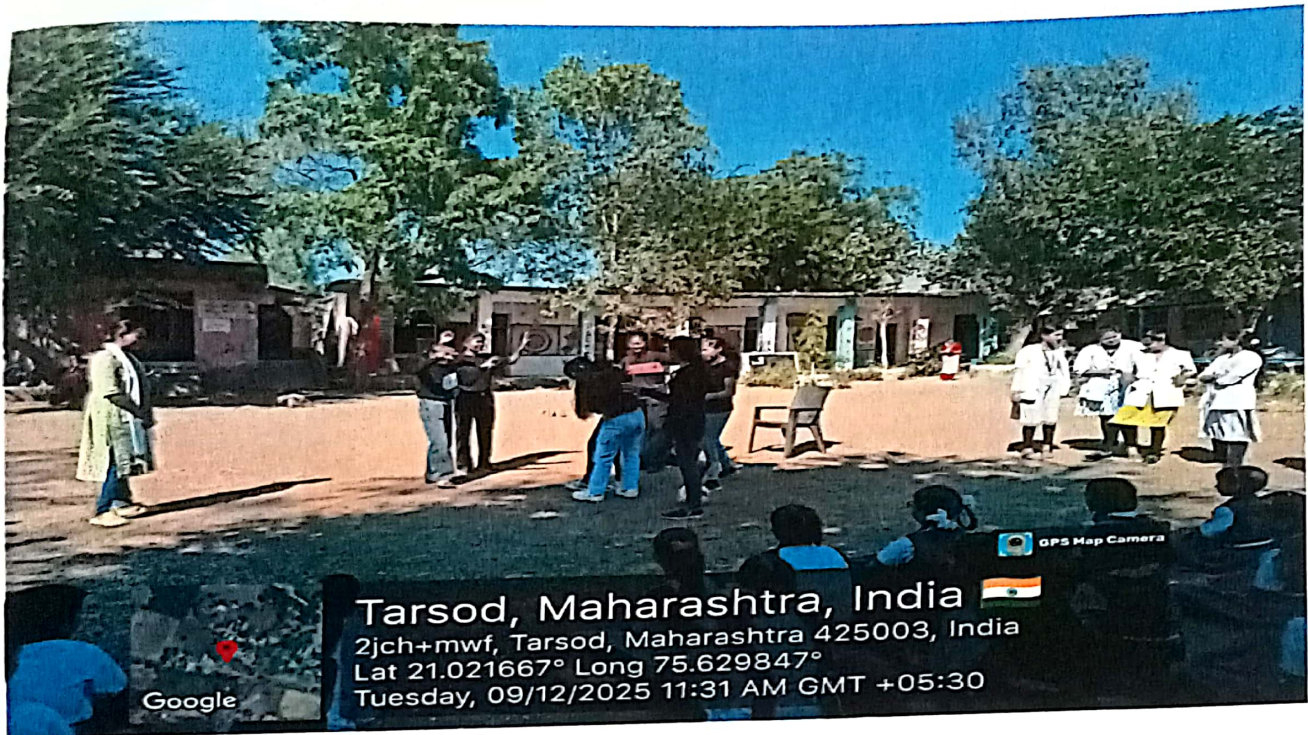 GPS Map Camera
Tarsod, Maharashtra, India
2jch+mwf, Tarsod, Maharashtra 425003, India
Lat 21.021667° Long 75.629847°
Tuesday, 09/12/2025 11:31 AM GMT +05:30
Google